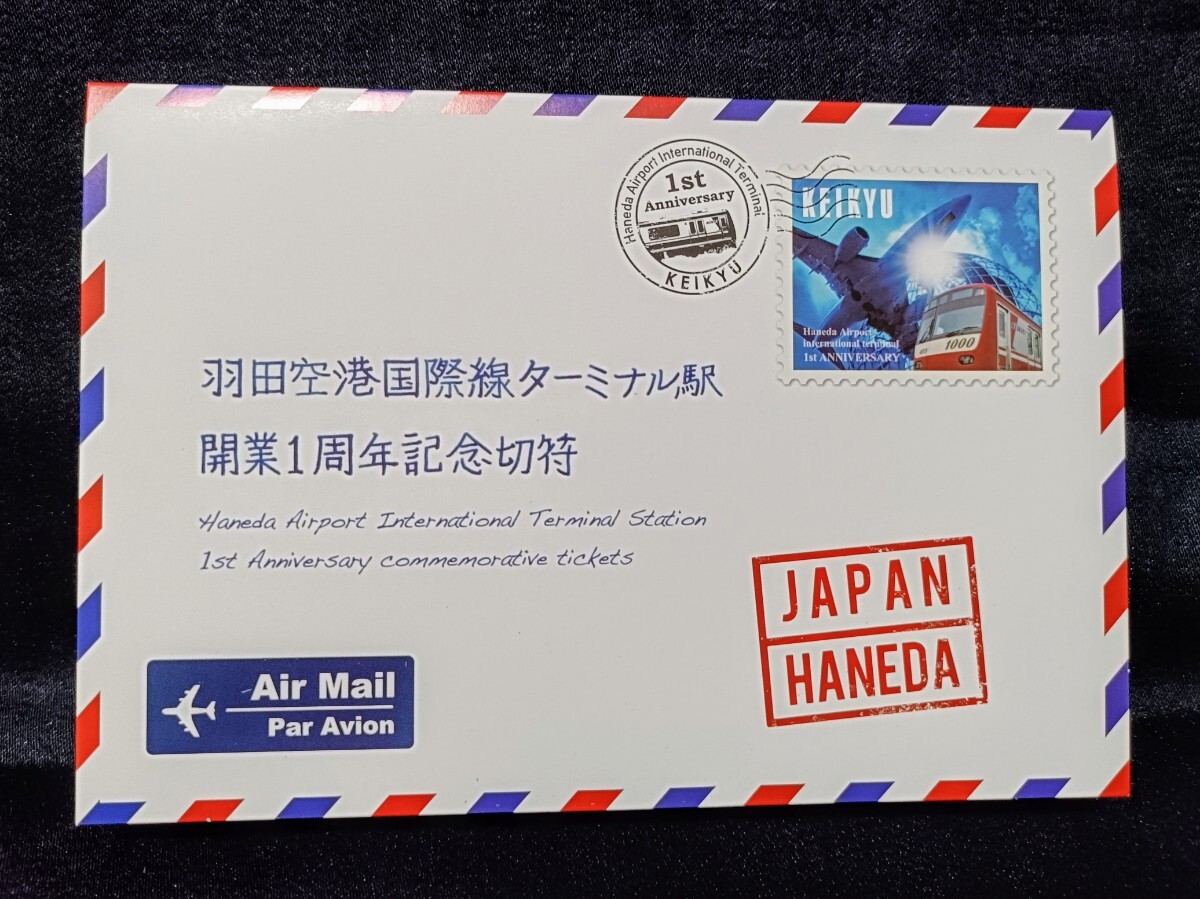 Haneda Airport International Terminal
1st
Anniversary
KEIKYU
KEIKYU
1000
Haneda Airport
international terminal
1st ANNIVERSARY
羽田空港国際線ターミナル駅
開業1周年記念切符
Haneda Airport International Terminal Station
1st Anniversary commemorative tickets
JAPAN
HANEDA
Air Mail
Par Avion